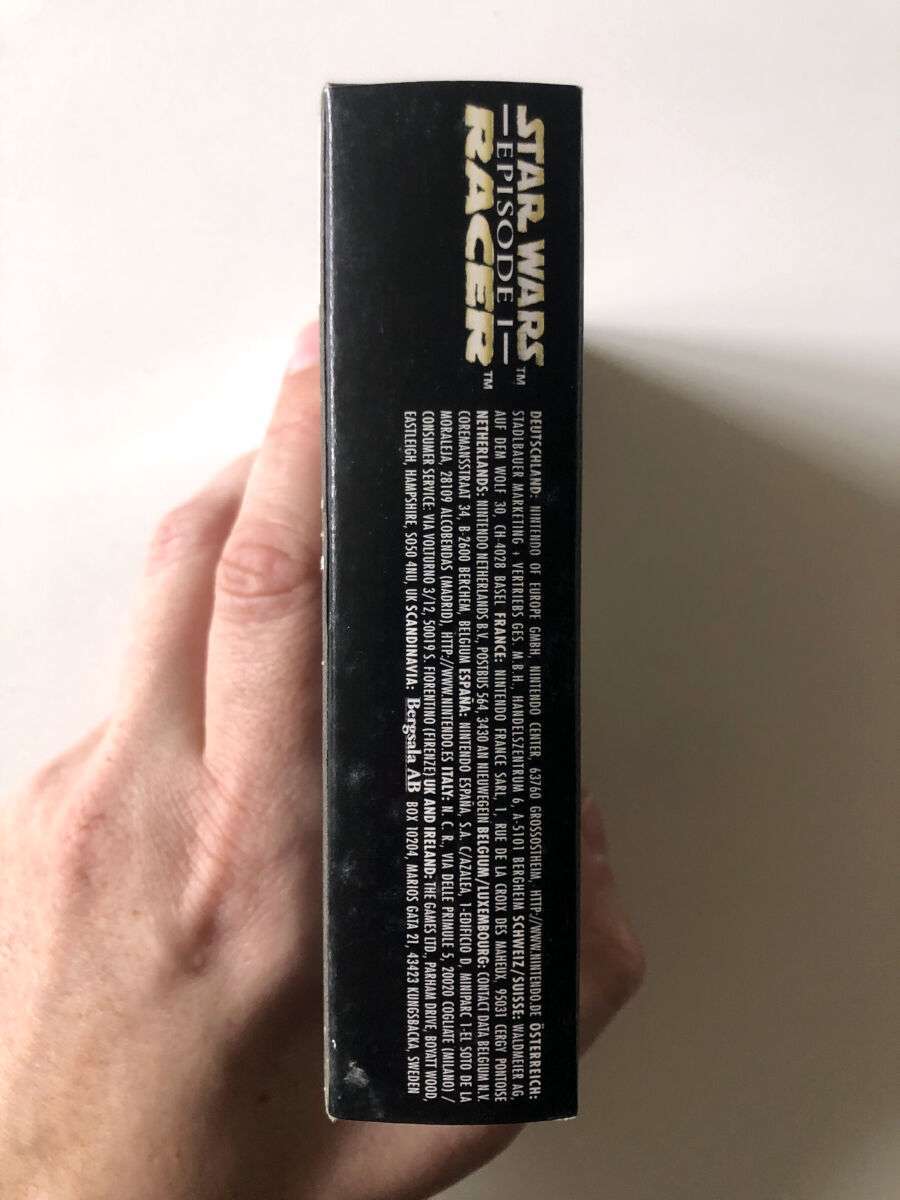 STAR WARS™
EPISODE I
RACER™
DEUTSCHLAND: NINTENDO OF EUROPE GMBH, NINTENDO CENTER, 63760 GROSSOSTHEIM, HTTP://WWW.NINTENDO.DE ÖSTERREICH:
STADLBAUER MARKETING + VERTRIEBS GES. M.B.H., HANDELSZENTRUM 6, A-5101 BERGHEIM SCHWEIZ/SUISSE: WALDMEIER AG,
AUF DEM WOLF 30, CH-4028 BASEL FRANCE: NINTENDO FRANCE SARL, 1, RUE DE LA CROIX DES MAHEUX, 95031 CERGY PONTOISE
NETHERLANDS: NINTENDO NETHERLANDS B.V., POSTBUS 564, 3430 AN NIEUWEGEIN BELGIUM/LUXEMBOURG: CONTACT DATA BELGIUM N.V.
COREMANSSTRAAT 34, B-2600 BERCHEM, BELGIUM ESPAÑA: NINTENDO ESPAÑA, S.A. C/AZALEA, 1-EDIFICIO D, MINIPARC 1-EL SOTO DE LA
MORALEJA, 28109 ALCOBENDAS (MADRID), HTTP://WWW.NINTENDO.ES ITALY: N. C. R., VIA DELLE PRIMULE 5, 20020 COGLIATE (MILANO) /
CONSUMER SERVICE: VIA VOLTURNO 3/12, 50019 S. FIORENTINO (FIRENZE) UK AND IRELAND: THE GAMES LTD., PARHAM DRIVE, BOYATT WOOD,
EASTLEIGH, HAMPSHIRE, SO50 4NU, UK SCANDINAVIA: Bergsala AB BOX 10204, MARIOS GATA 21, 43423 KUNGSBACKA, SWEDEN